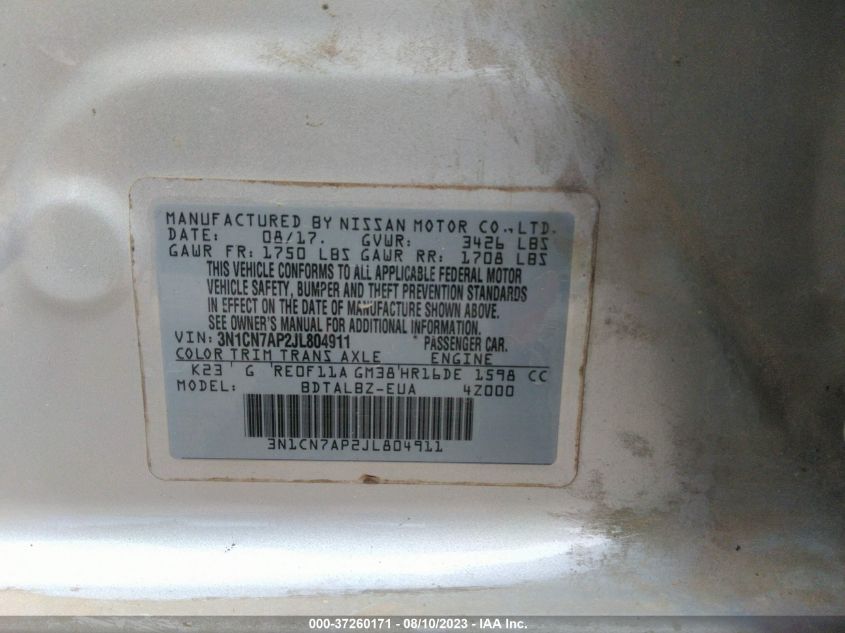 MANUFACTURED BY NISSAN MOTOR CO.,LTD.
DATE: 08/17. GVWR: 3426 LBS
GAWR FR: 1750 LBS GAWR RR: 1708 LBS
THIS VEHICLE CONFORMS TO ALL APPLICABLE FEDERAL MOTOR
VEHICLE SAFETY, BUMPER AND THEFT PREVENTION STANDARDS
IN EFFECT ON THE DATE OF MANUFACTURE SHOWN ABOVE.
SEE OWNER'S MANUAL FOR ADDITIONAL INFORMATION.
VIN: 3N1CN7AP2JL804911 * PASSENGER CAR.
COLOR TRIM TRANS AXLE ENGINE
K23 G RE0F11A GM38 HR16DE 1598 CC
MODEL: BDTALBZ-EUA 4Z000
3N1CN7AP2JL804911
000-37260171 - 08/10/2023 - IAA Inc.